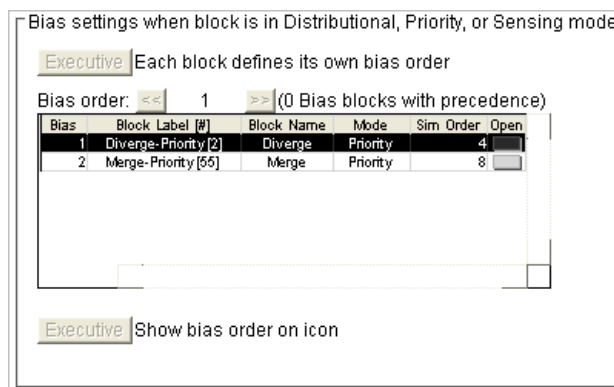 Bias settings when block is in Distributional, Priority, or Sensing mode
Executive Each block defines its own bias order
Bias order: << 1 >> (0 Bias blocks with precedence)
Bias Block Label [#] Block Name Mode Sim Order Open
1 Diverge-Priority [2] Diverge Priority 4
2 Merge-Priority [55] Merge Priority 8
Executive Show bias order on icon